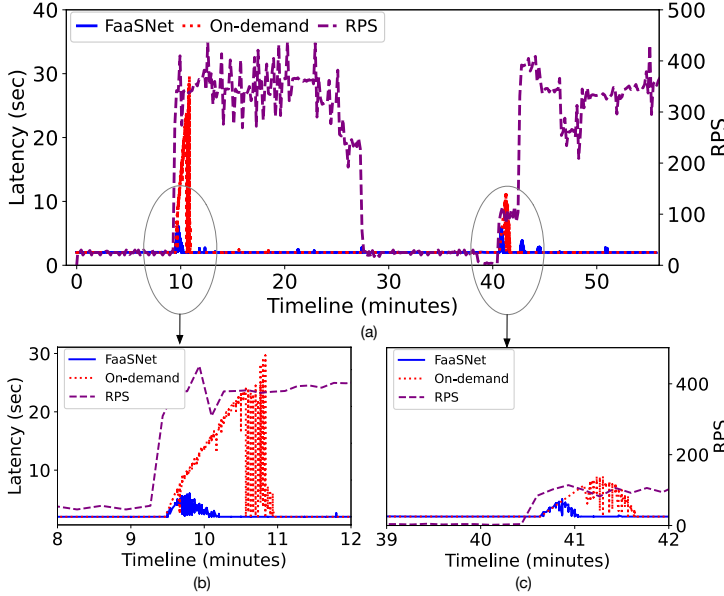 FaaSNet On-demand RPS
Latency (sec)
40
30
20
10
0
500
400
300
200
100
0
RPS
0 10 20 30 40 50
Timeline (minutes)
(a)
FaaSNet
On-demand
RPS
Latency (sec)
30
20
10
8 9 10 11 12
Timeline (minutes)
(b)
FaaSNet
On-demand
RPS
400
200
0
RPS
39 40 41 42
Timeline (minutes)
(c)